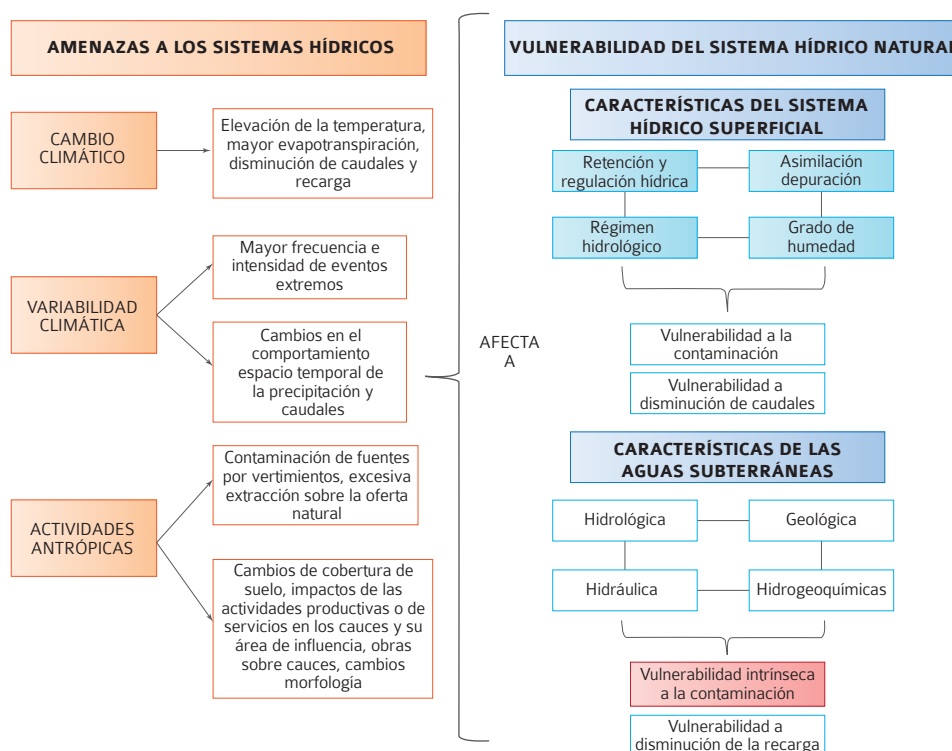 AMENAZAS A LOS SISTEMAS HÍDRICOS
CAMBIO
CLIMÁTICO
Elevación de la temperatura,
mayor evapotranspiración,
disminución de caudales y
recarga
VARIABILIDAD
CLIMÁTICA
Mayor frecuencia e
intensidad de eventos
extremos
Cambios en el
comportamiento
espacio temporal de
la precipitación y
caudales
ACTIVIDADES
ANTRÓPICAS
Contaminación de fuentes
por vertimientos, excesiva
extracción sobre la oferta
natural
Cambios de cobertura de
suelo, impactos de las
actividades productivas o de
servicios en los cauces y su
área de influencia, obras
sobre cauces, cambios
morfología
AFECTA
A
VULNERABILIDAD DEL SISTEMA HÍDRICO NATURAL
CARACTERÍSTICAS DEL SISTEMA
HÍDRICO SUPERFICIAL
Retención y
regulación hídrica
Asimilación
depuración
Régimen
hidrológico
Grado de
humedad
Vulnerabilidad a la
contaminación
Vulnerabilidad a
disminución de caudales
CARACTERÍSTICAS DE LAS
AGUAS SUBTERRÁNEAS
Hidrológica
Geológica
Hidráulica
Hidrogeoquímicas
Vulnerabilidad intrínseca
a la contaminación
Vulnerabilidad a
disminución de la recarga